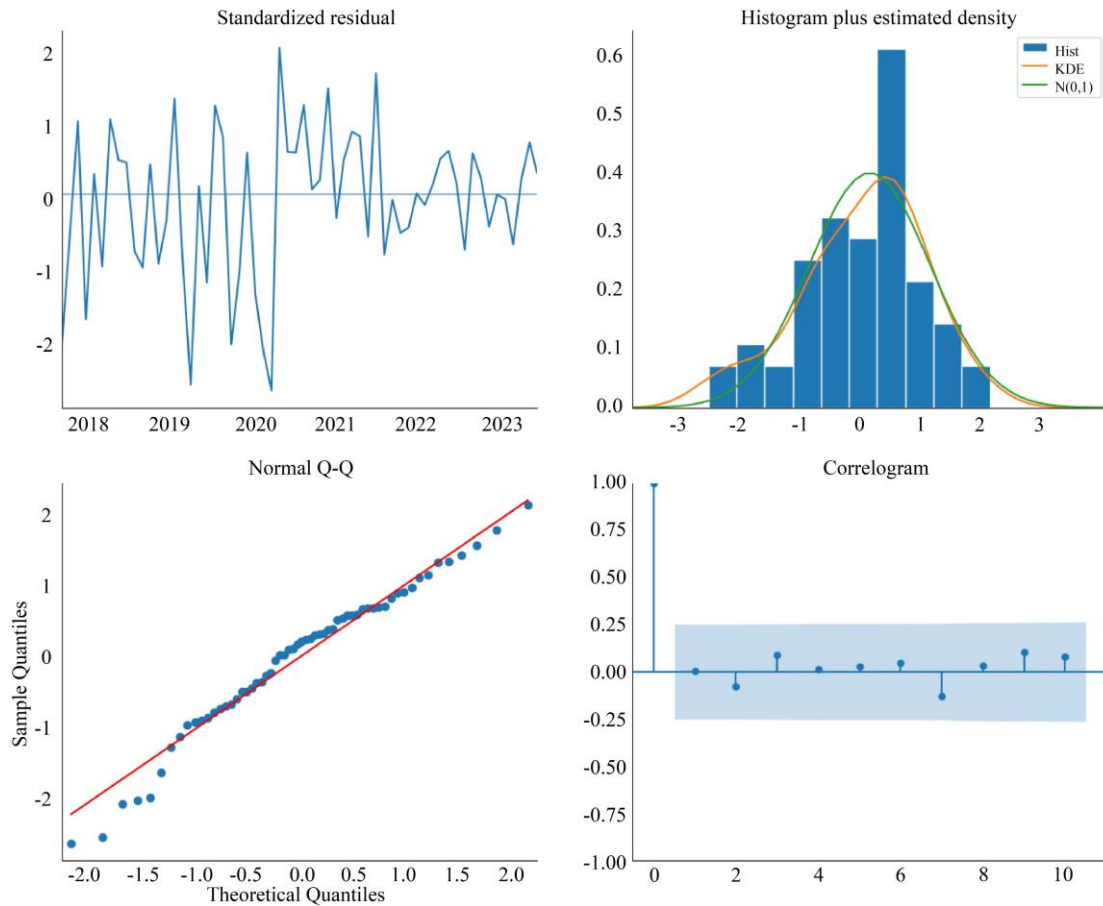 Standardized residual
2
1
0
-1
-2
2018 2019 2020 2021 2022 2023
Histogram plus estimated density
0.6
0.5
0.4
0.3
0.2
0.1
0.0
-3 -2 -1 0 1 2 3
Hist
KDE
N(0,1)
Normal Q-Q
Sample Quantiles
2
1
0
-1
-2
-2.0 -1.5 -1.0 -0.5 0.0 0.5 1.0 1.5 2.0
Theoretical Quantiles
Correlogram
1.00
0.75
0.50
0.25
0.00
-0.25
-0.50
-0.75
-1.00
0 2 4 6 8 10